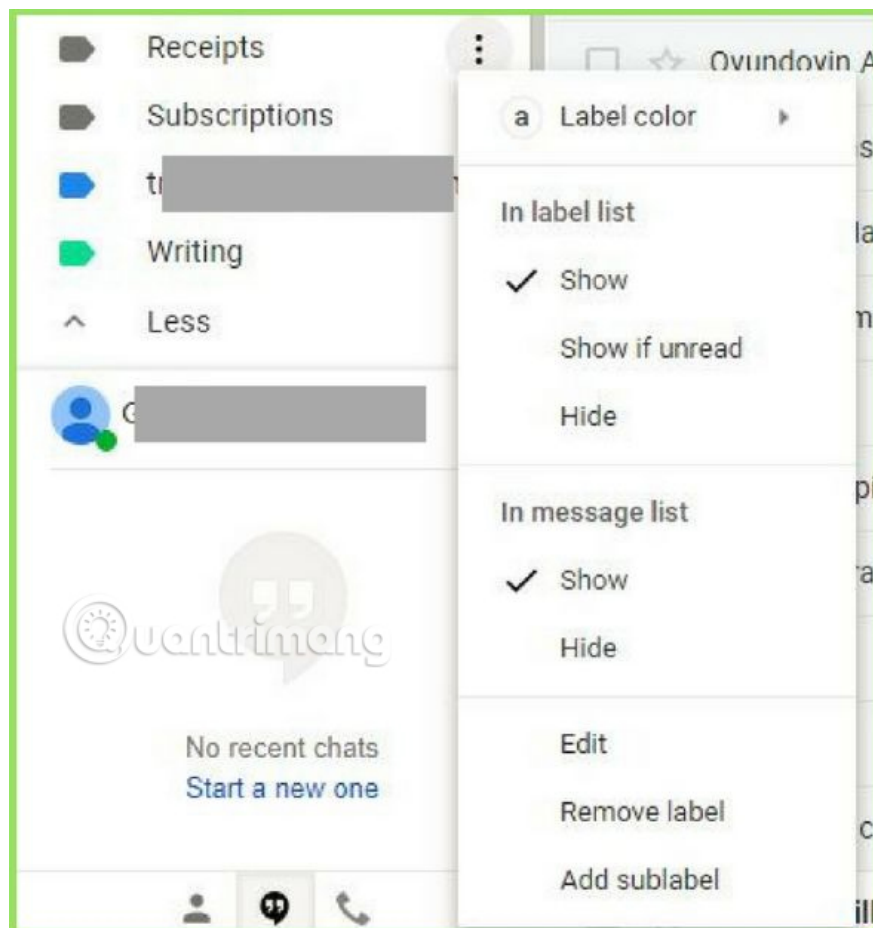 Receipts
Subscriptions
Writing
Less
Quantrimang
No recent chats
Start a new one
Ovundovin A
a Label color
In label list
Show
Show if unread
Hide
In message list
Show
Hide
Edit
Remove label
Add sublabel